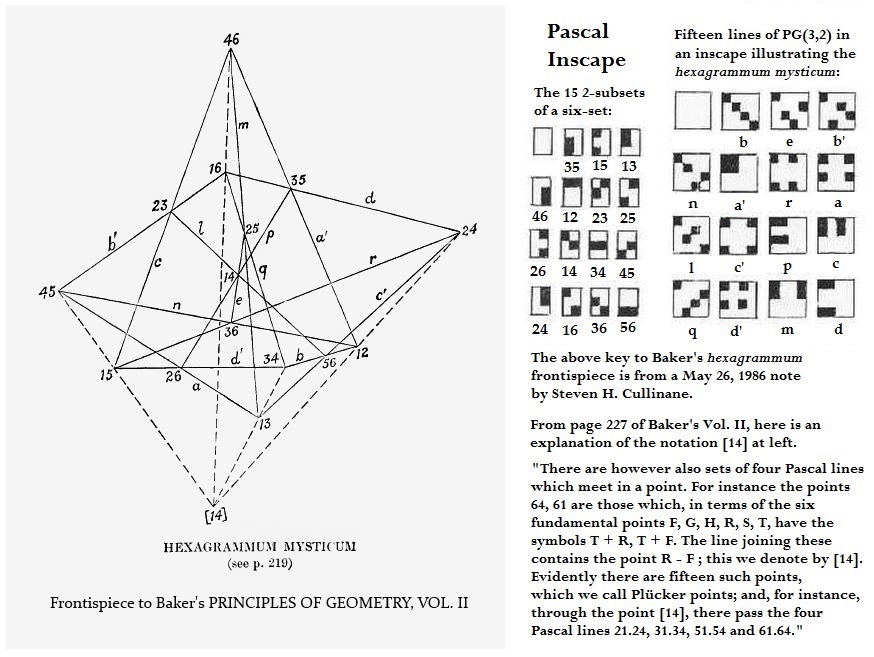 46
m
16
35
d
23
l
25
p
24
b'
c
a'
r
14
q
c'
45
n
e
36
12
15
26
d'
34
b
56
a
13
[14]
HEXAGRAMMUM MYSTICUM
(see p. 219)
Frontispiece to Baker's PRINCIPLES OF GEOMETRY, VOL. II
Pascal
Inscape
The 15 2-subsets
of a six-set:
35 15 13
46 12 23 25
26 14 34 45
24 16 36 56
Fifteen lines of PG(3,2) in
an inscape illustrating the
hexagrammum mysticum:
b e b'
n a' r a
l c' p c
q d' m d
The above key to Baker's hexagrammum
frontispiece is from a May 26, 1986 note
by Steven H. Cullinane.
From page 227 of Baker's Vol. II, here is an
explanation of the notation [14] at left.
"There are however also sets of four Pascal lines
which meet in a point. For instance the points
64, 61 are those which, in terms of the six
fundamental points F, G, H, R, S, T, have the
symbols T + R, T + F. The line joining these
contains the point R - F ; this we denote by [14].
Evidently there are fifteen such points,
which we call Plücker points; and, for instance,
through the point [14], there pass the four
Pascal lines 21.24, 31.34, 51.54 and 61.64."